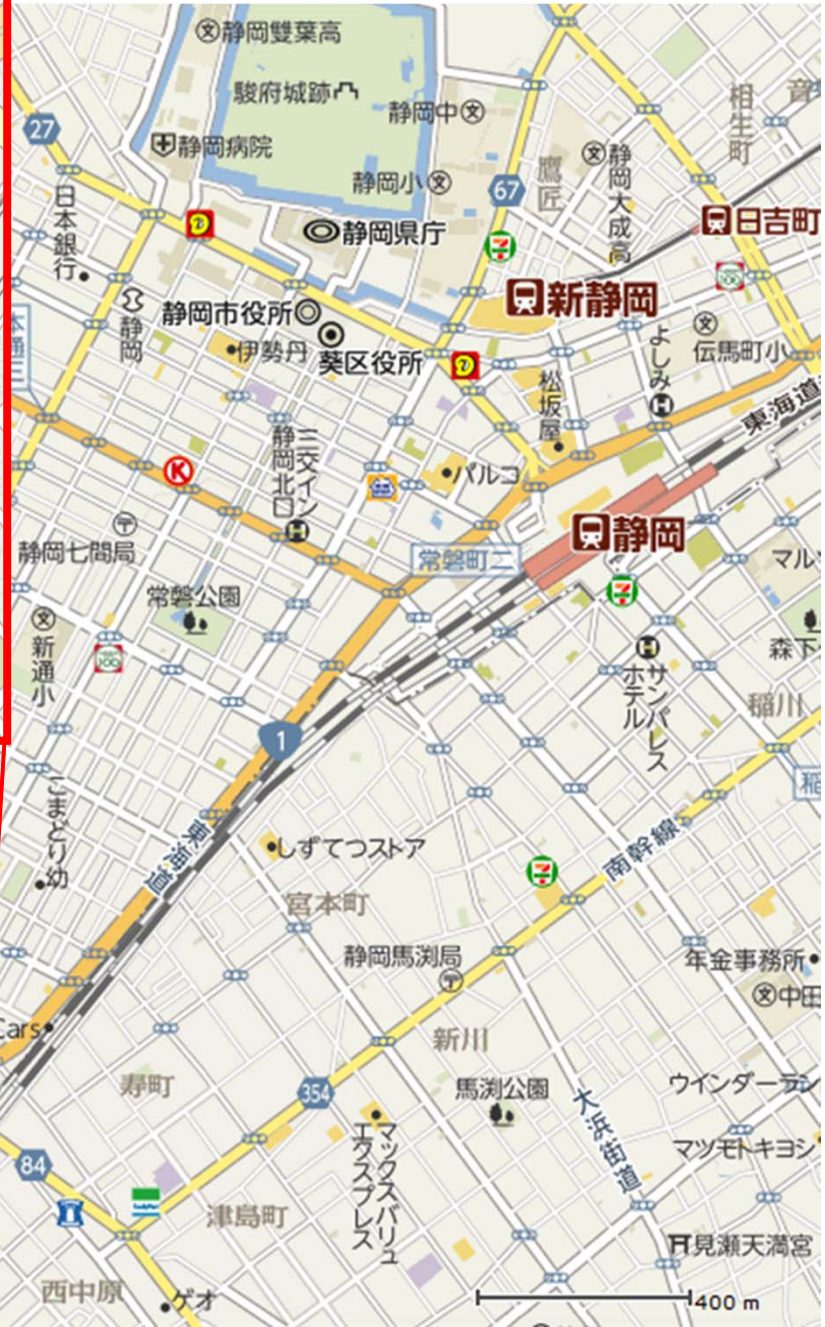 静岡雙葉高
駿府城跡
静岡中
相生町
音
27
静岡病院
静岡小
67
鷹匠
静岡大成高
日吉町
日本銀行
静岡県庁
新静岡
静岡
静岡市役所
葵区役所
伊勢丹
よしみ
伝馬町小
松坂屋
東海道
三交イン
静岡北口
パルコ
K
静岡七間局
常磐町二
静岡
マル
常磐公園
新通小
サンパレス
ホテル
森下
稲川
1
稲
こまどり幼
東海道
しずてつストア
南幹線
宮本町
静岡馬渕局
年金事務所
中田
Cars
新川
寿町
354
馬渕公園
大浜街道
ウインダーラン
マックスバリュ
エクスプレス
マツモトキヨシ
84
FamilyMart
津島町
見瀬天満宮
西中原
ゲオ
400 m